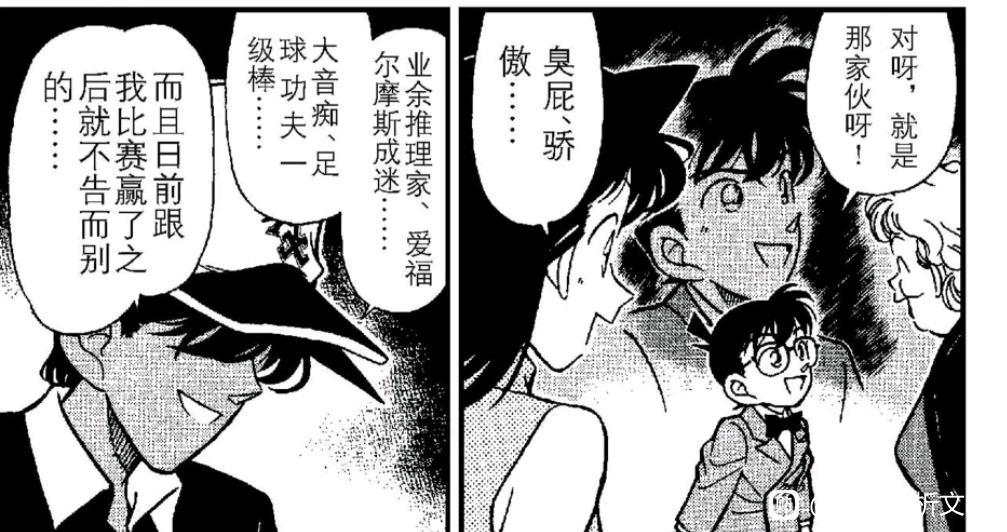 对呀，就是
那家伙呀！
臭屁、骄
傲……
业余推理家、爱福
尔摩斯成迷……
大音痴、足
球功夫一
级棒……
而且日前跟
我比赛赢了之
后就不告而别
的……
析文